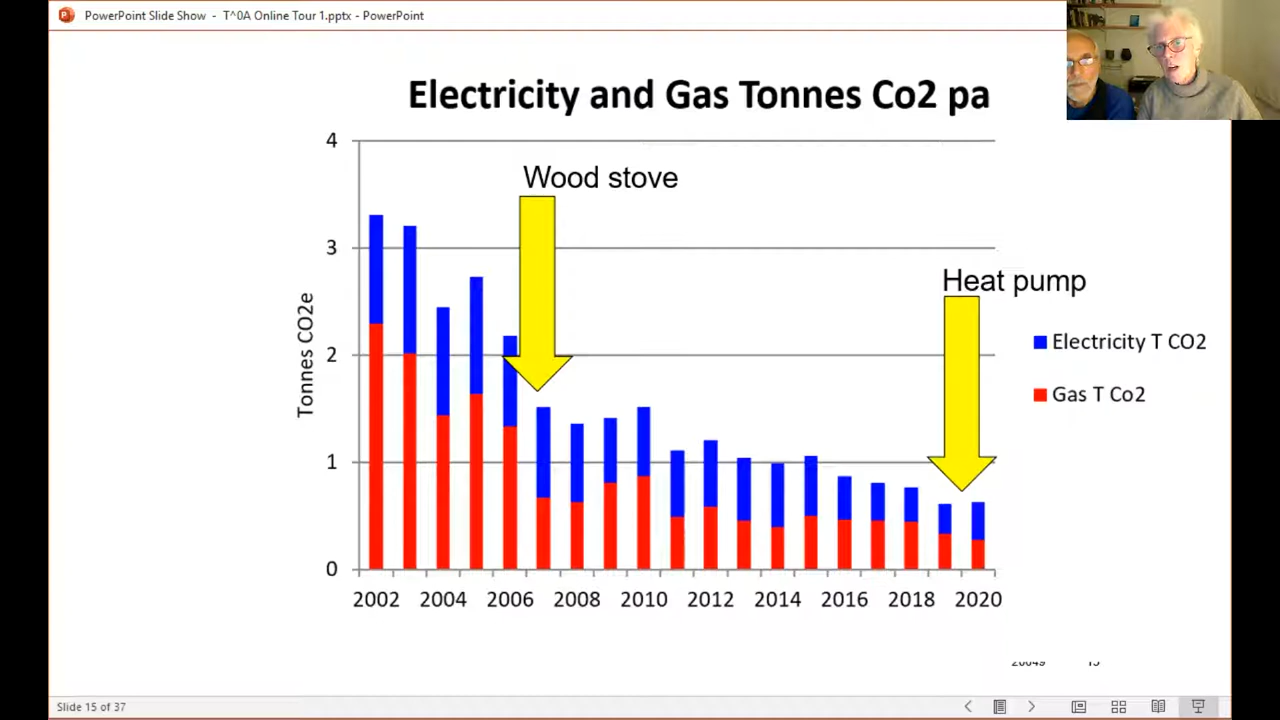 PowerPoint Slide Show - T^0A Online Tour 1.pptx - PowerPoint
Electricity and Gas Tonnes Co2 pa
4
Wood stove
3
Heat pump
Tonnes CO2e
Electricity T CO2
2
Gas T Co2
1
0
2002 2004 2006 2008 2010 2012 2014 2016 2018 2020
Slide 15 of 37